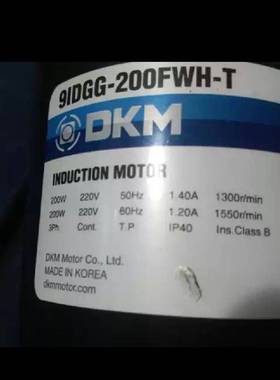 9IDGG-200FWH-T
DKM
INDUCTION MOTOR
200W 220V 50Hz 1.40A 1300r/min
200W 220V 60Hz 1.20A 1550r/min
3Ph. Cont. T.P IP40 Ins.Class B
DKM Motor Co., Ltd.
MADE IN KOREA
dkmmotor.com